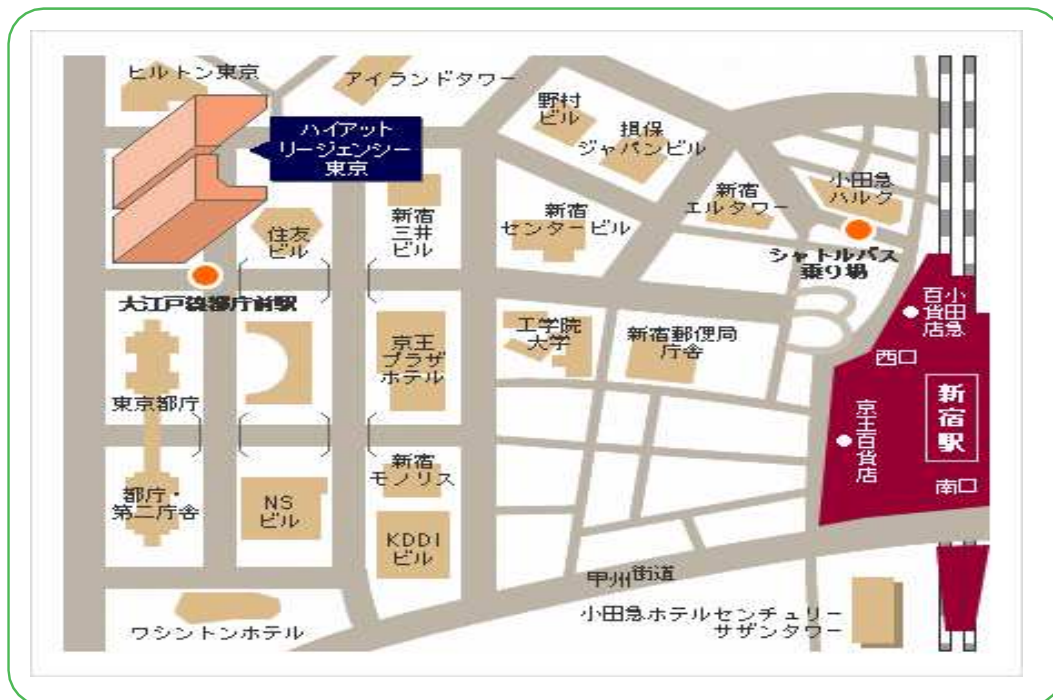 ヒルトン東京
アイランドタワー
ハイアット
リージェンシー
東京
野村
ビル
損保
ジャパンビル
新宿
エルタワー
小田急
ハルク
住友
ビル
新宿
三井
ビル
新宿
センタービル
シャトルバス
乗り場
大江戸線都庁前駅
小田急
百貨店
京王
プラザ
ホテル
工学院
大学
新宿郵便局
庁舎
西口
新宿駅
東京都庁
京王百貨店
南口
都庁・
第二庁舎
NS
ビル
新宿
モノリス
KDDI
ビル
甲州街道
ワシントンホテル
小田急ホテルセンチュリー
サザンタワー